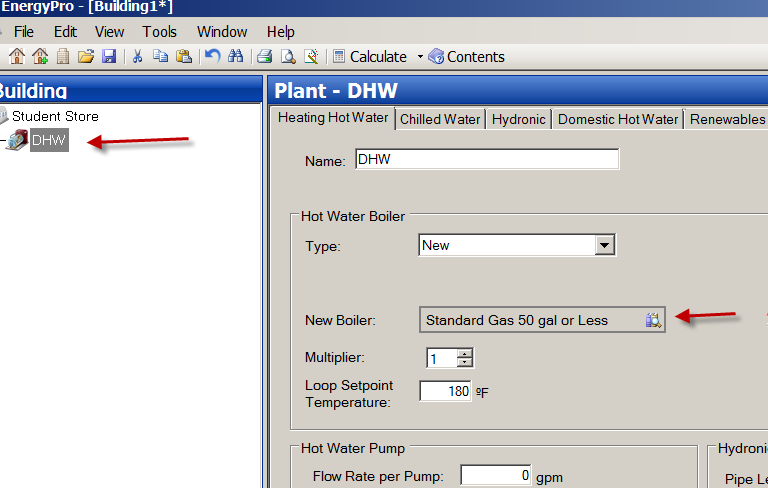 EnergyPro - [Building1*]
File Edit View Tools Window Help
Calculate Contents
Building
Student Store
DHW
Plant - DHW
Heating Hot Water Chilled Water Hydronic Domestic Hot Water Renewables
Name: DHW
Hot Water Boiler
Type: New
New Boiler: Standard Gas 50 gal or Less
Multiplier: 1
Loop Setpoint
Temperature: 180 ºF
Hot Water Pump
Flow Rate per Pump: 0 gpm
Hydroni
Pipe Le